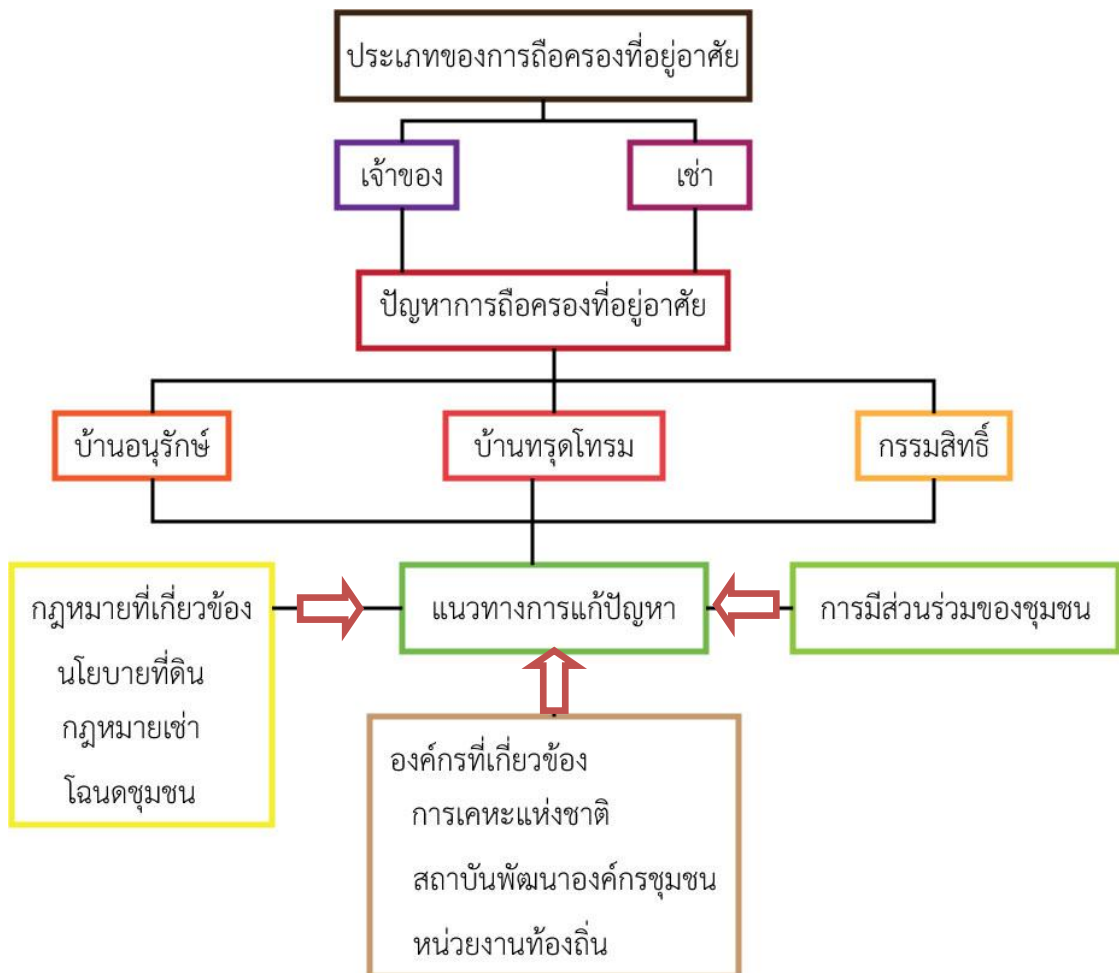 ประเภทของการถือครองที่อยู่อาศัย
เจ้าของ
เช่า
ปัญหาการถือครองที่อยู่อาศัย
บ้านอนุรักษ์
บ้านทรุดโทรม
กรรมสิทธิ์
กฎหมายที่เกี่ยวข้อง
นโยบายที่ดิน
กฎหมายเช่า
โฉนดชุมชน
แนวทางการแก้ปัญหา
การมีส่วนร่วมของชุมชน
องค์กรที่เกี่ยวข้อง
การเคหะแห่งชาติ
สถาบันพัฒนาองค์กรชุมชน
หน่วยงานท้องถิ่น